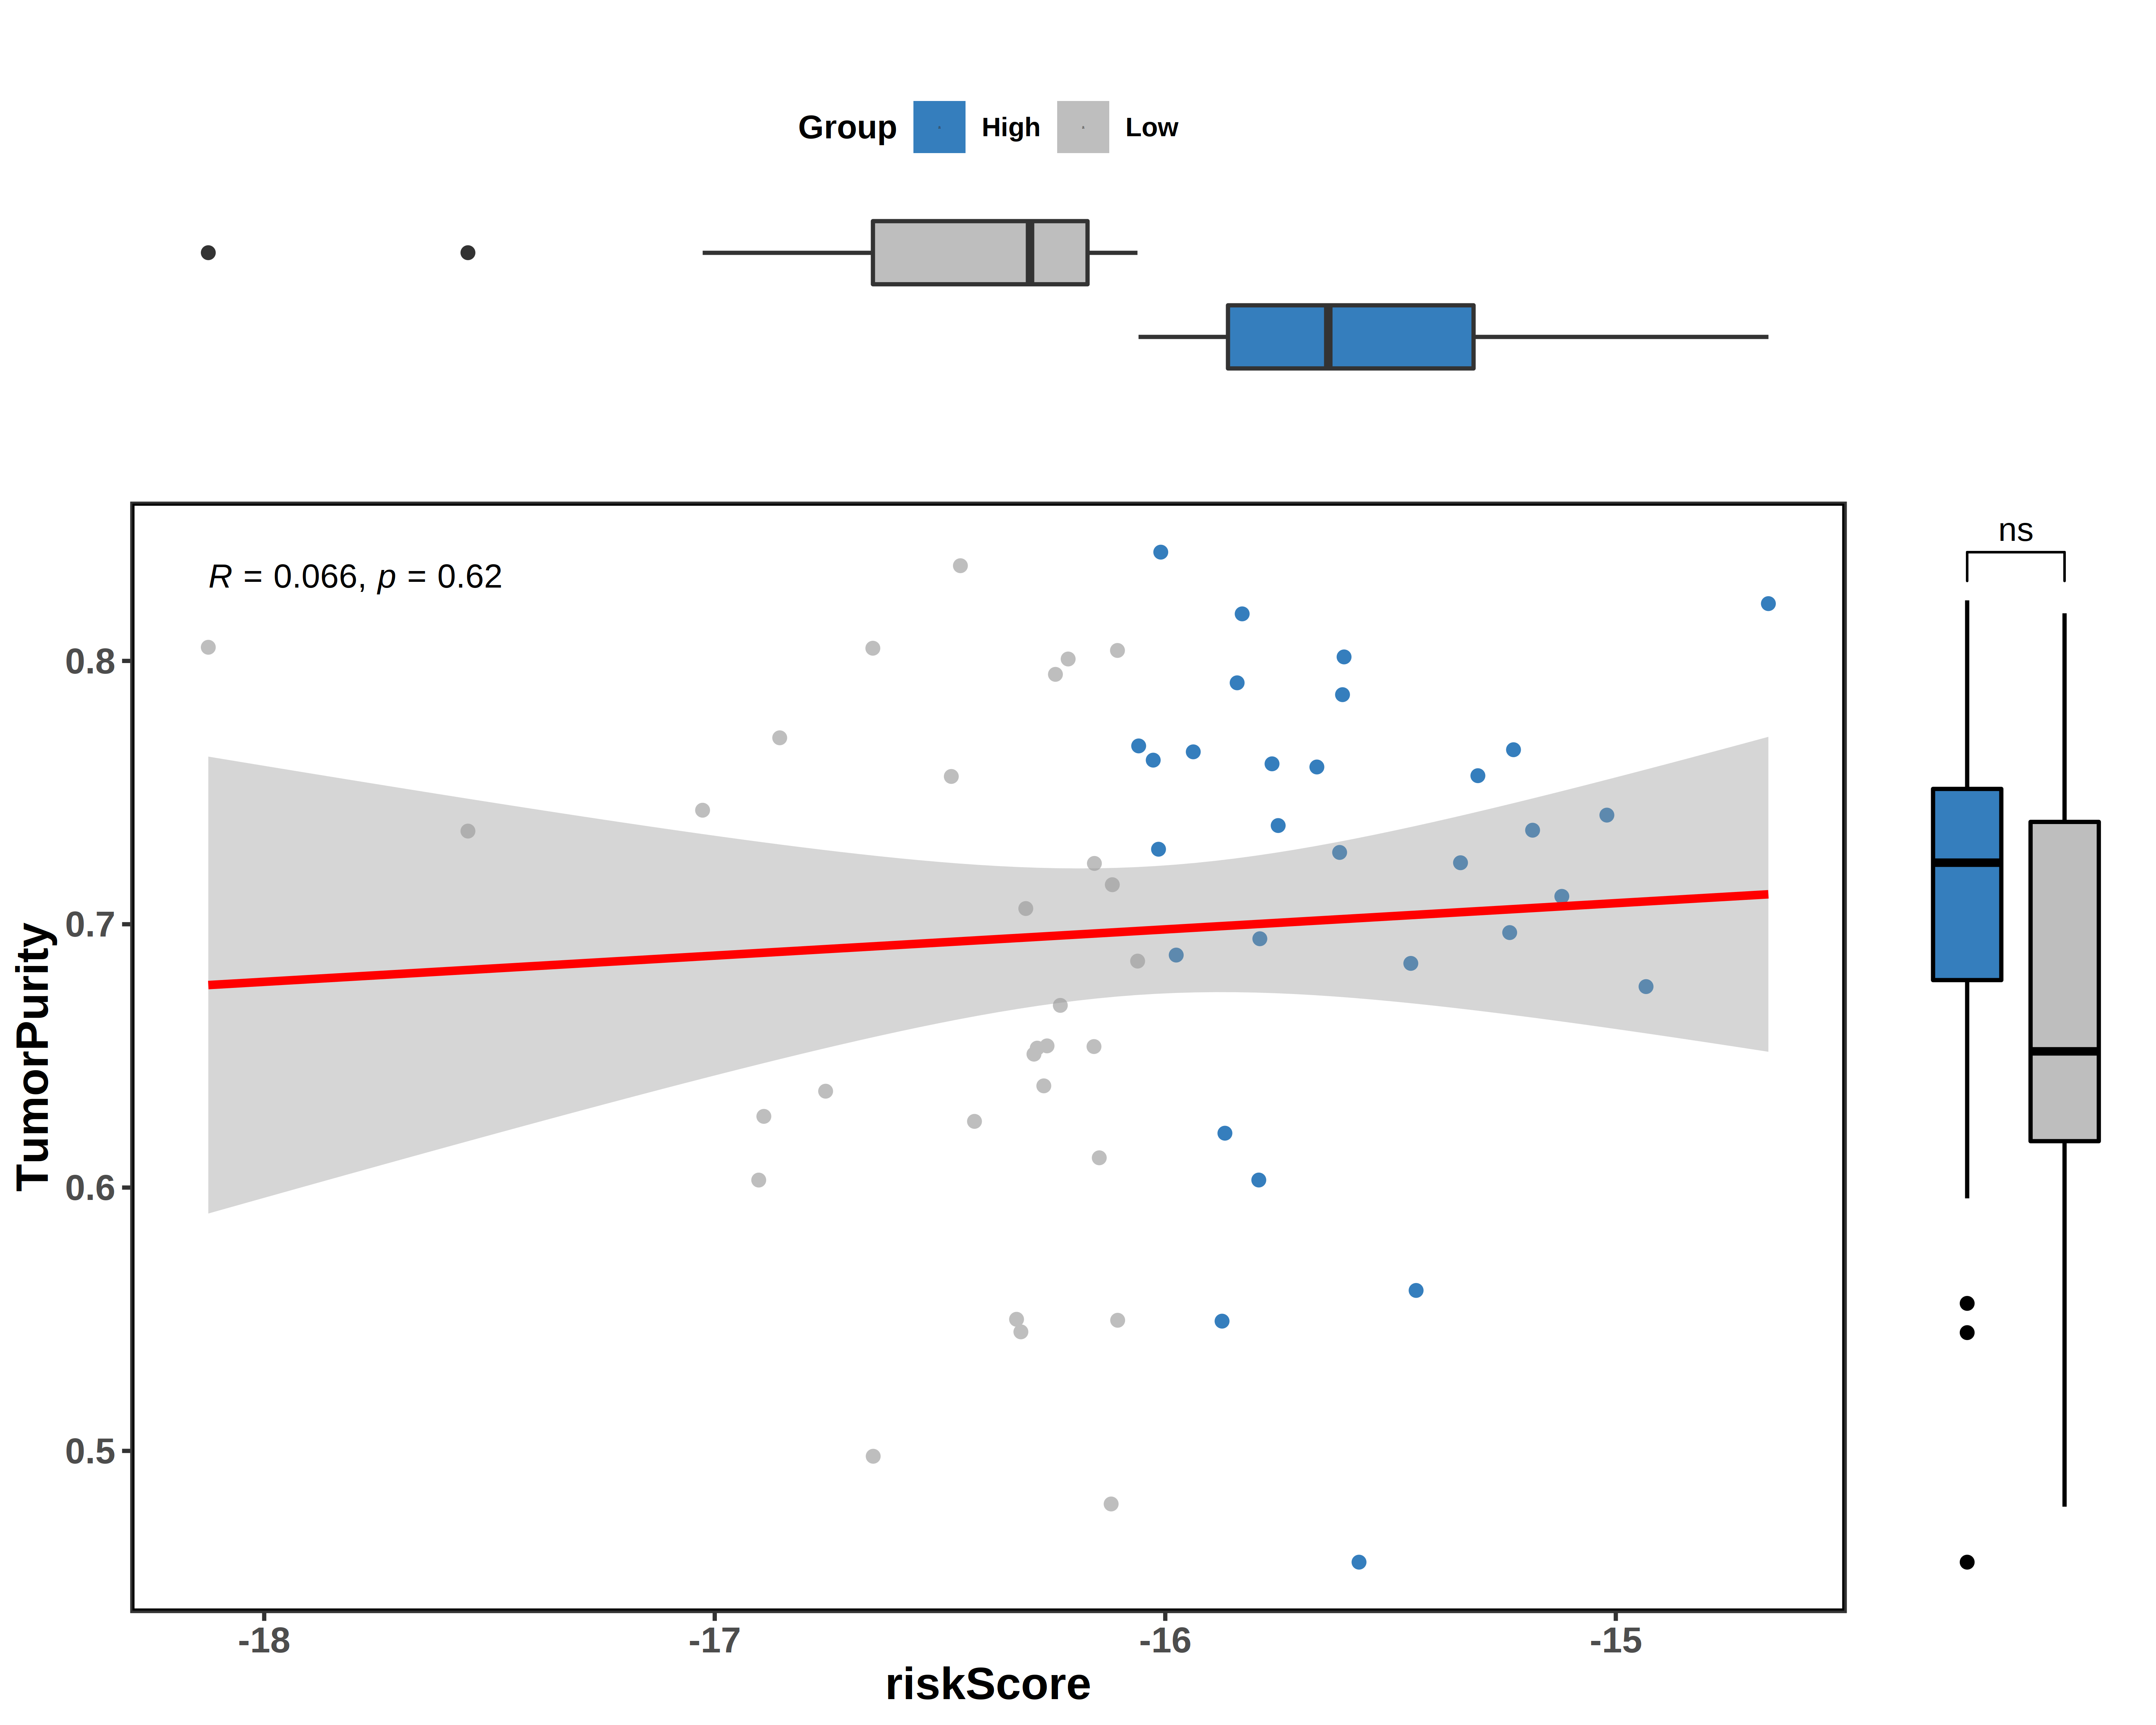 Group High Low
ns
R = 0.066, p = 0.62
0.8
0.7
0.6
0.5
TumorPurity
-18 -17 -16 -15
riskScore